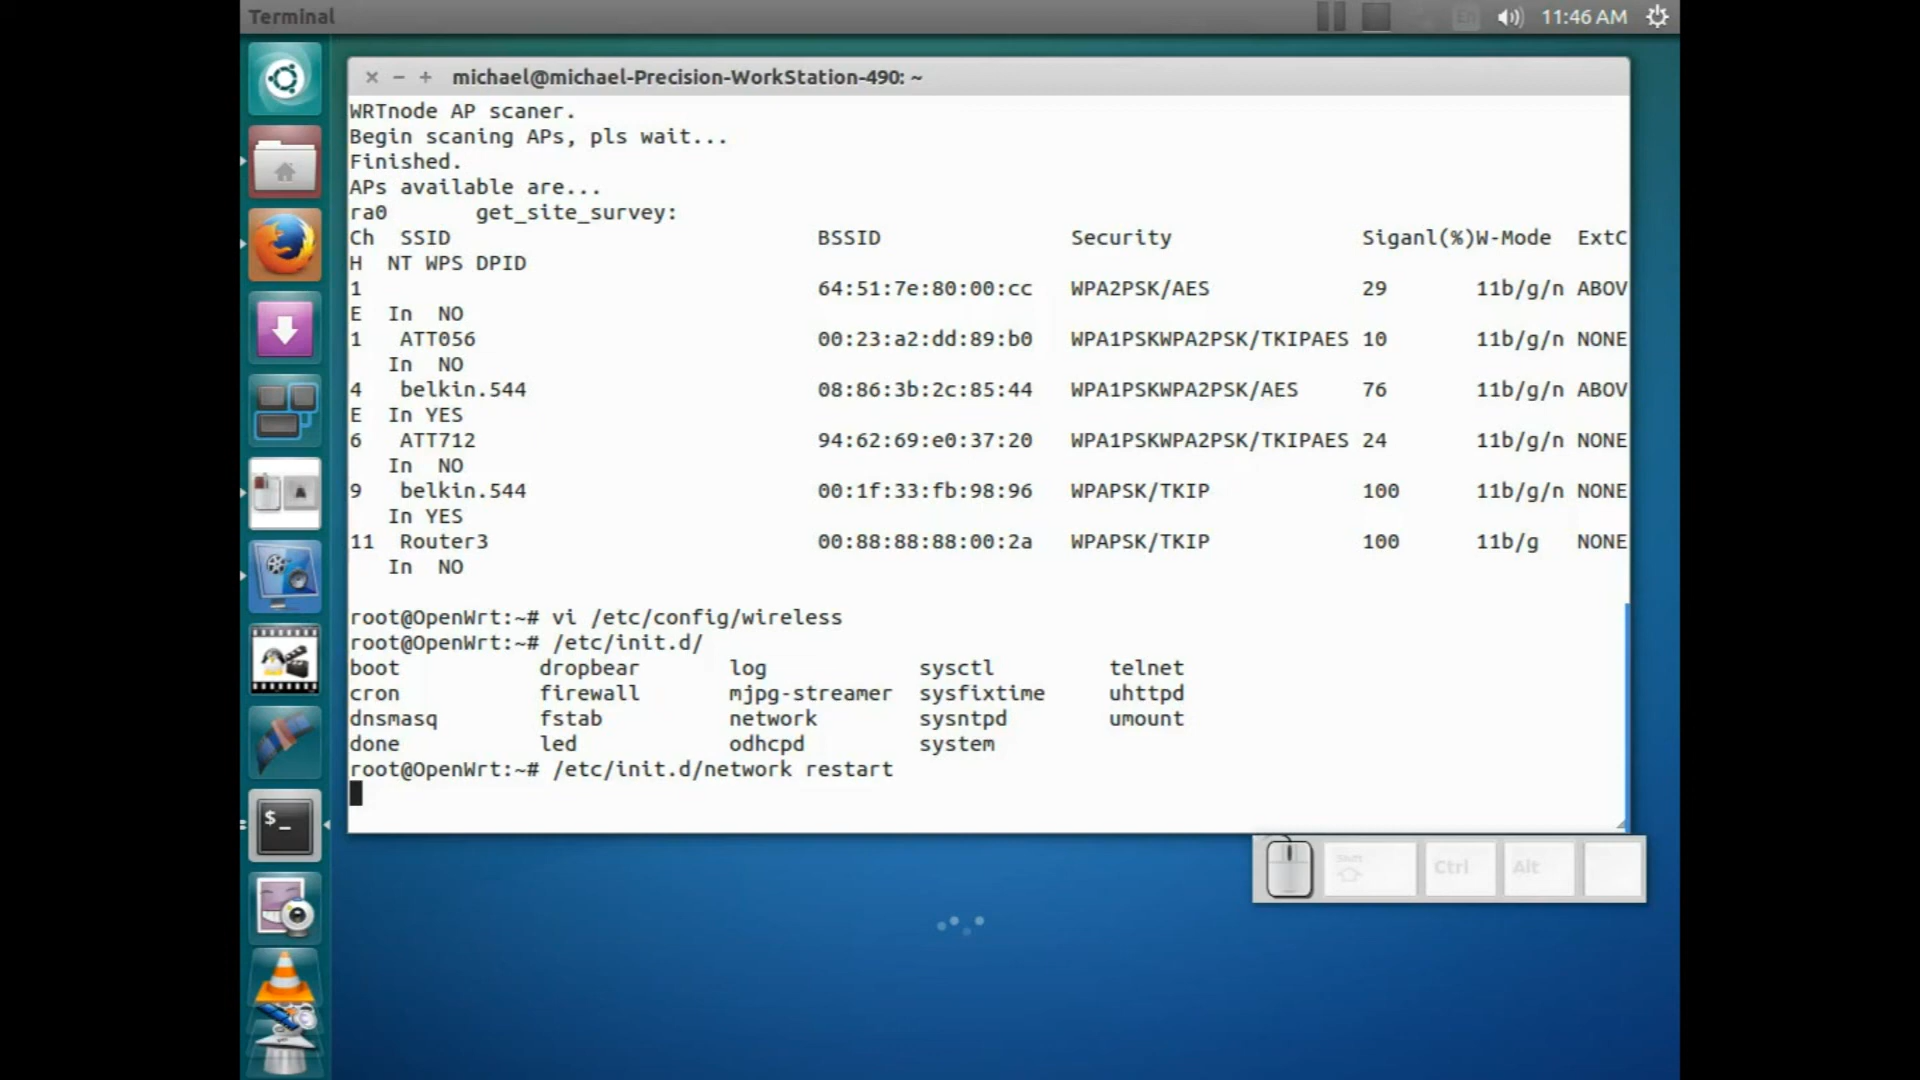 Terminal
En
11:46 AM
michael@michael-Precision-WorkStation-490: ~
WRTnode AP scaner.
Begin scaning APs, pls wait...
Finished.
APs available are...
ra0       get_site_survey:
Ch  SSID                             BSSID               Security               Siganl(%)W-Mode  ExtC
H  NT WPS DPID
1                                    64:51:7e:80:00:cc   WPA2PSK/AES            29       11b/g/n ABOV
E  In  NO
1   ATT056                           00:23:a2:dd:89:b0   WPA1PSKWPA2PSK/TKIPAES 10       11b/g/n NONE
   In  NO
4   belkin.544                       08:86:3b:2c:85:44   WPA1PSKWPA2PSK/AES     76       11b/g/n ABOV
E  In YES
6   ATT712                           94:62:69:e0:37:20   WPA1PSKWPA2PSK/TKIPAES 24       11b/g/n NONE
   In  NO
9   belkin.544                       00:1f:33:fb:98:96   WPAPSK/TKIP            100      11b/g/n NONE
   In YES
11  Router3                          00:88:88:88:00:2a   WPAPSK/TKIP            100      11b/g   NONE
   In  NO
root@OpenWrt:~# vi /etc/config/wireless
root@OpenWrt:~# /etc/init.d/
boot           dropbear       log            sysctl         telnet
cron           firewall       mjpg-streamer  sysfixtime     uhttpd
dnsmasq        fstab          network        sysntpd        umount
done           led            odhcpd         system
root@OpenWrt:~# /etc/init.d/network restart
$_
Shift
Ctrl
Alt